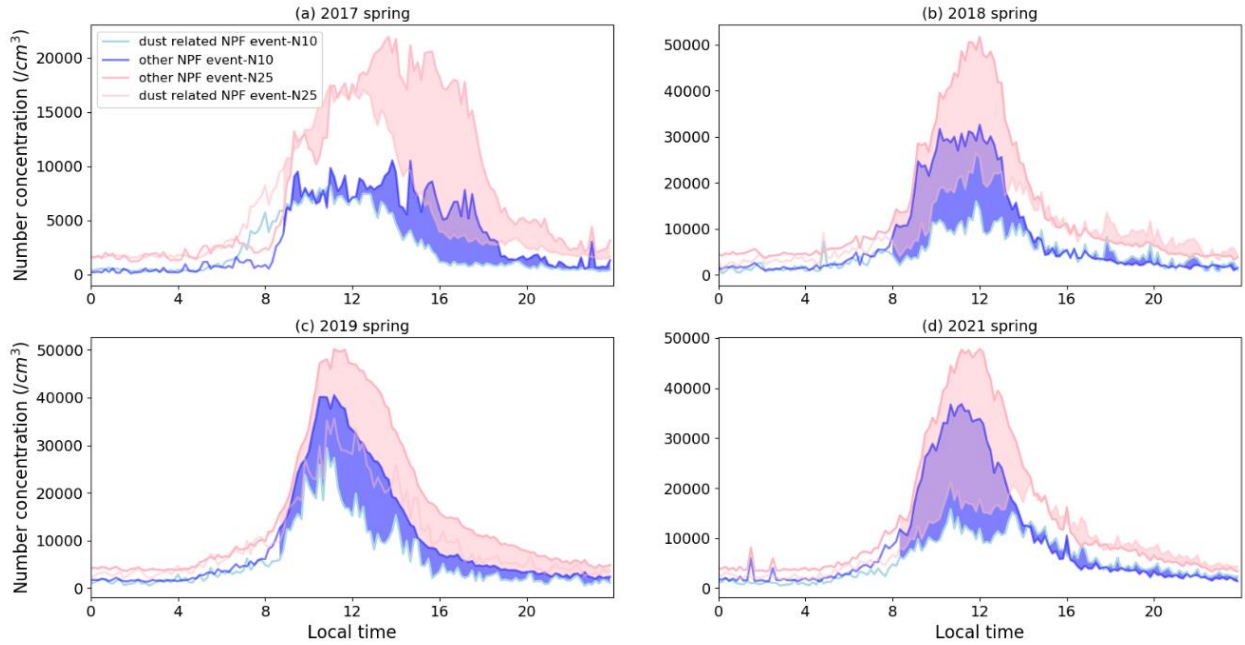 (a) 2017 spring
(b) 2018 spring
Number concentration (/cm³)
20000
15000
10000
5000
0
dust related NPF event-N10
other NPF event-N10
other NPF event-N25
dust related NPF event-N25
0 4 8 12 16 20
50000
40000
30000
20000
10000
0
0 4 8 12 16 20
(c) 2019 spring
(d) 2021 spring
Number concentration (/cm³)
50000
40000
30000
20000
10000
0
0 4 8 12 16 20
Local time
50000
40000
30000
20000
10000
0
0 4 8 12 16 20
Local time